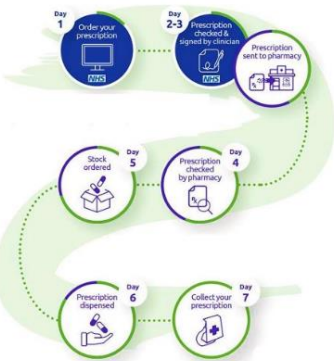 Day
1
Order your
prescription
NHS
Day
2-3
Prescription
checked &
signed by clinician
NHS
Prescription
sent to pharmacy
Day
4
Prescription
checked
by pharmacy
Day
5
Stock
ordered
Day
6
Prescription
dispensed
Day
7
Collect your
prescription